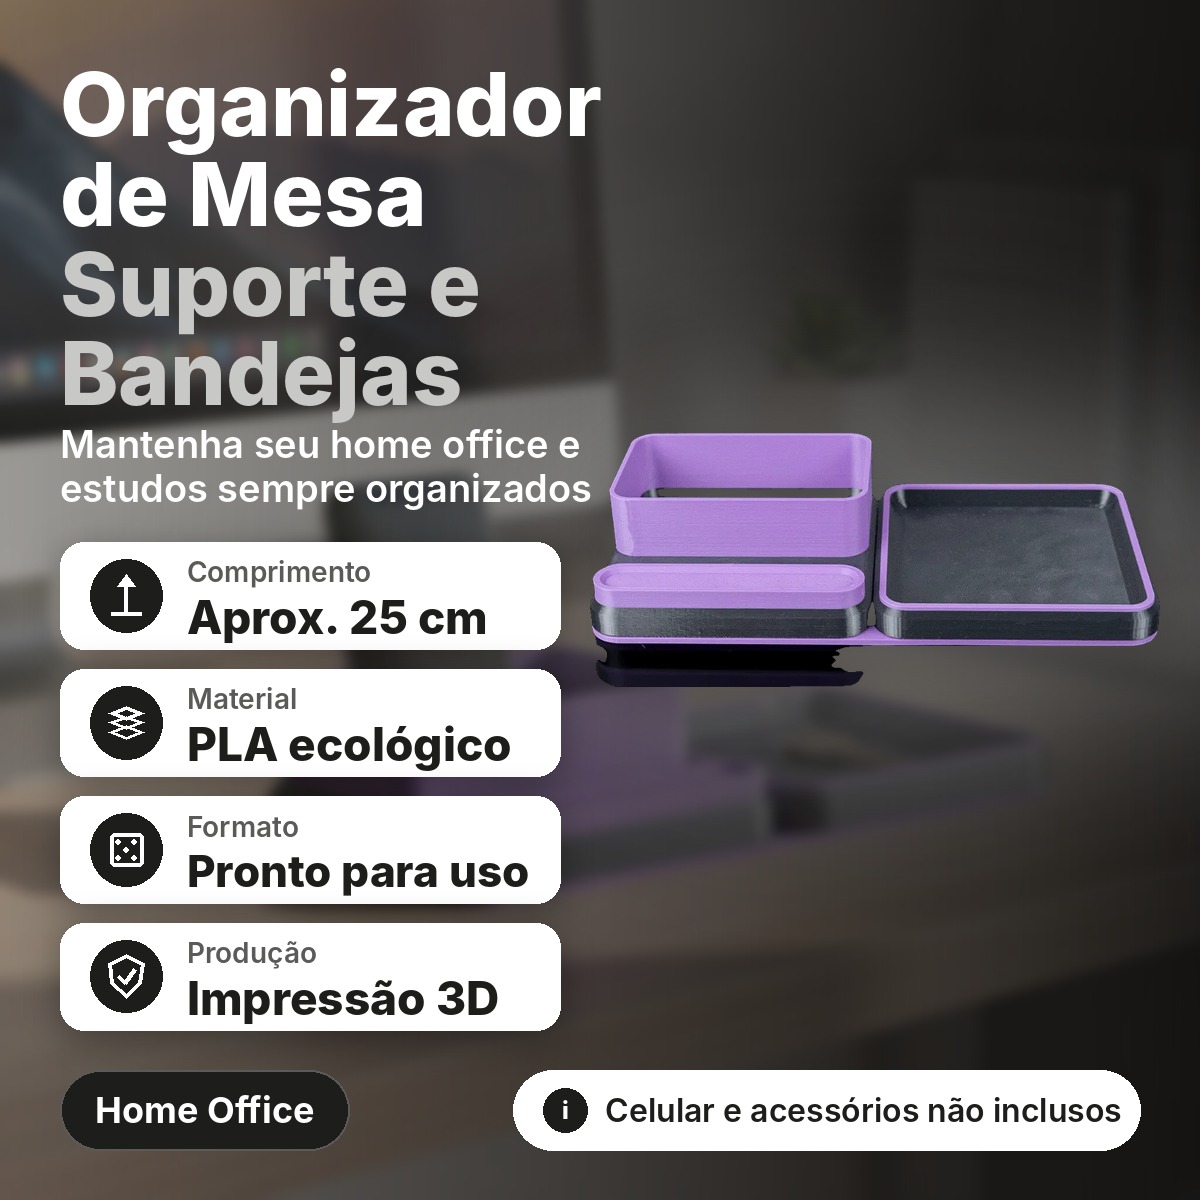 Organizador
de Mesa
Suporte e
Bandejas
Mantenha seu home office e
estudos sempre organizados
Comprimento
Aprox. 25 cm
Material
PLA ecológico
Formato
Pronto para uso
Produção
Impressão 3D
Home Office
i Celular e acessórios não inclusos